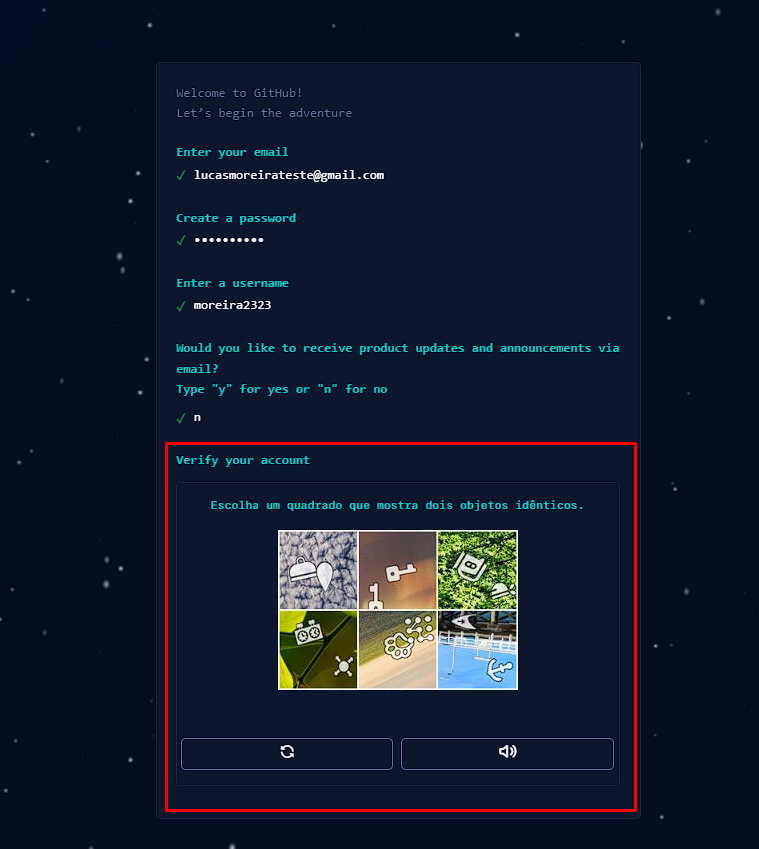 Welcome to GitHub!
Let’s begin the adventure
Enter your email
✓ lucasmoreirateste@gmail.com
Create a password
✓ ••••••••••
Enter a username
✓ moreira2323
Would you like to receive product updates and announcements via
email?
Type "y" for yes or "n" for no
✓ n
Verify your account
Escolha um quadrado que mostra dois objetos idênticos.